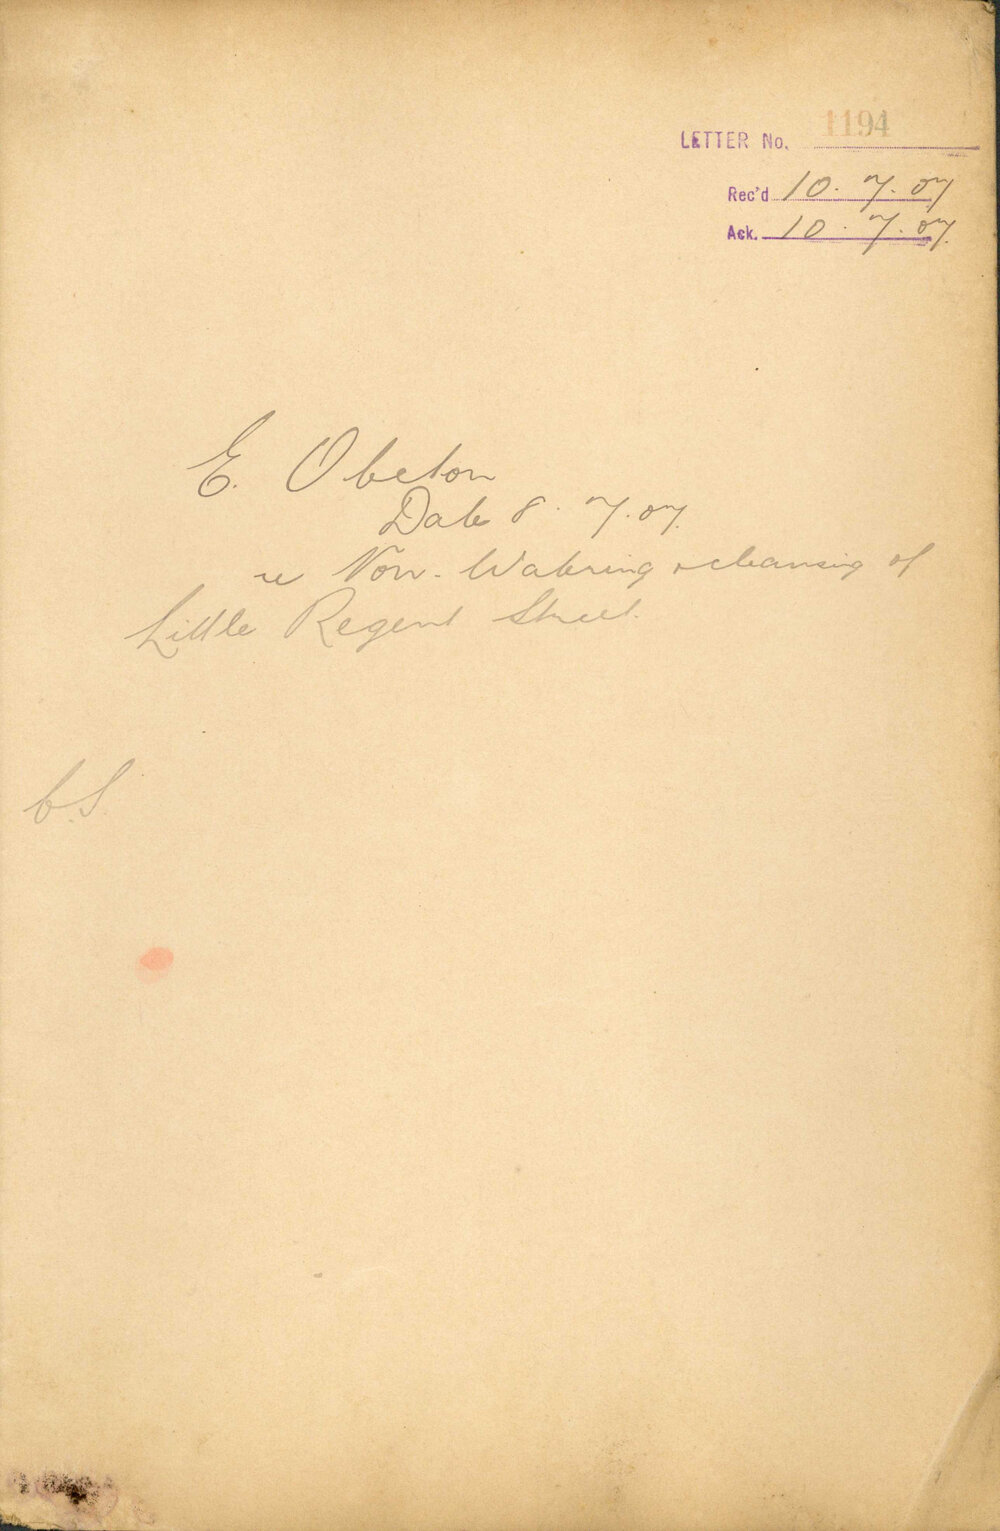 LETTER No. 1194
Rec'd 10.7.07
Ack. 10.7.07.
E. Obelon
Date 8.7.07.
re Non-Watering & cleansing of
Little Regent Street.
C.S.